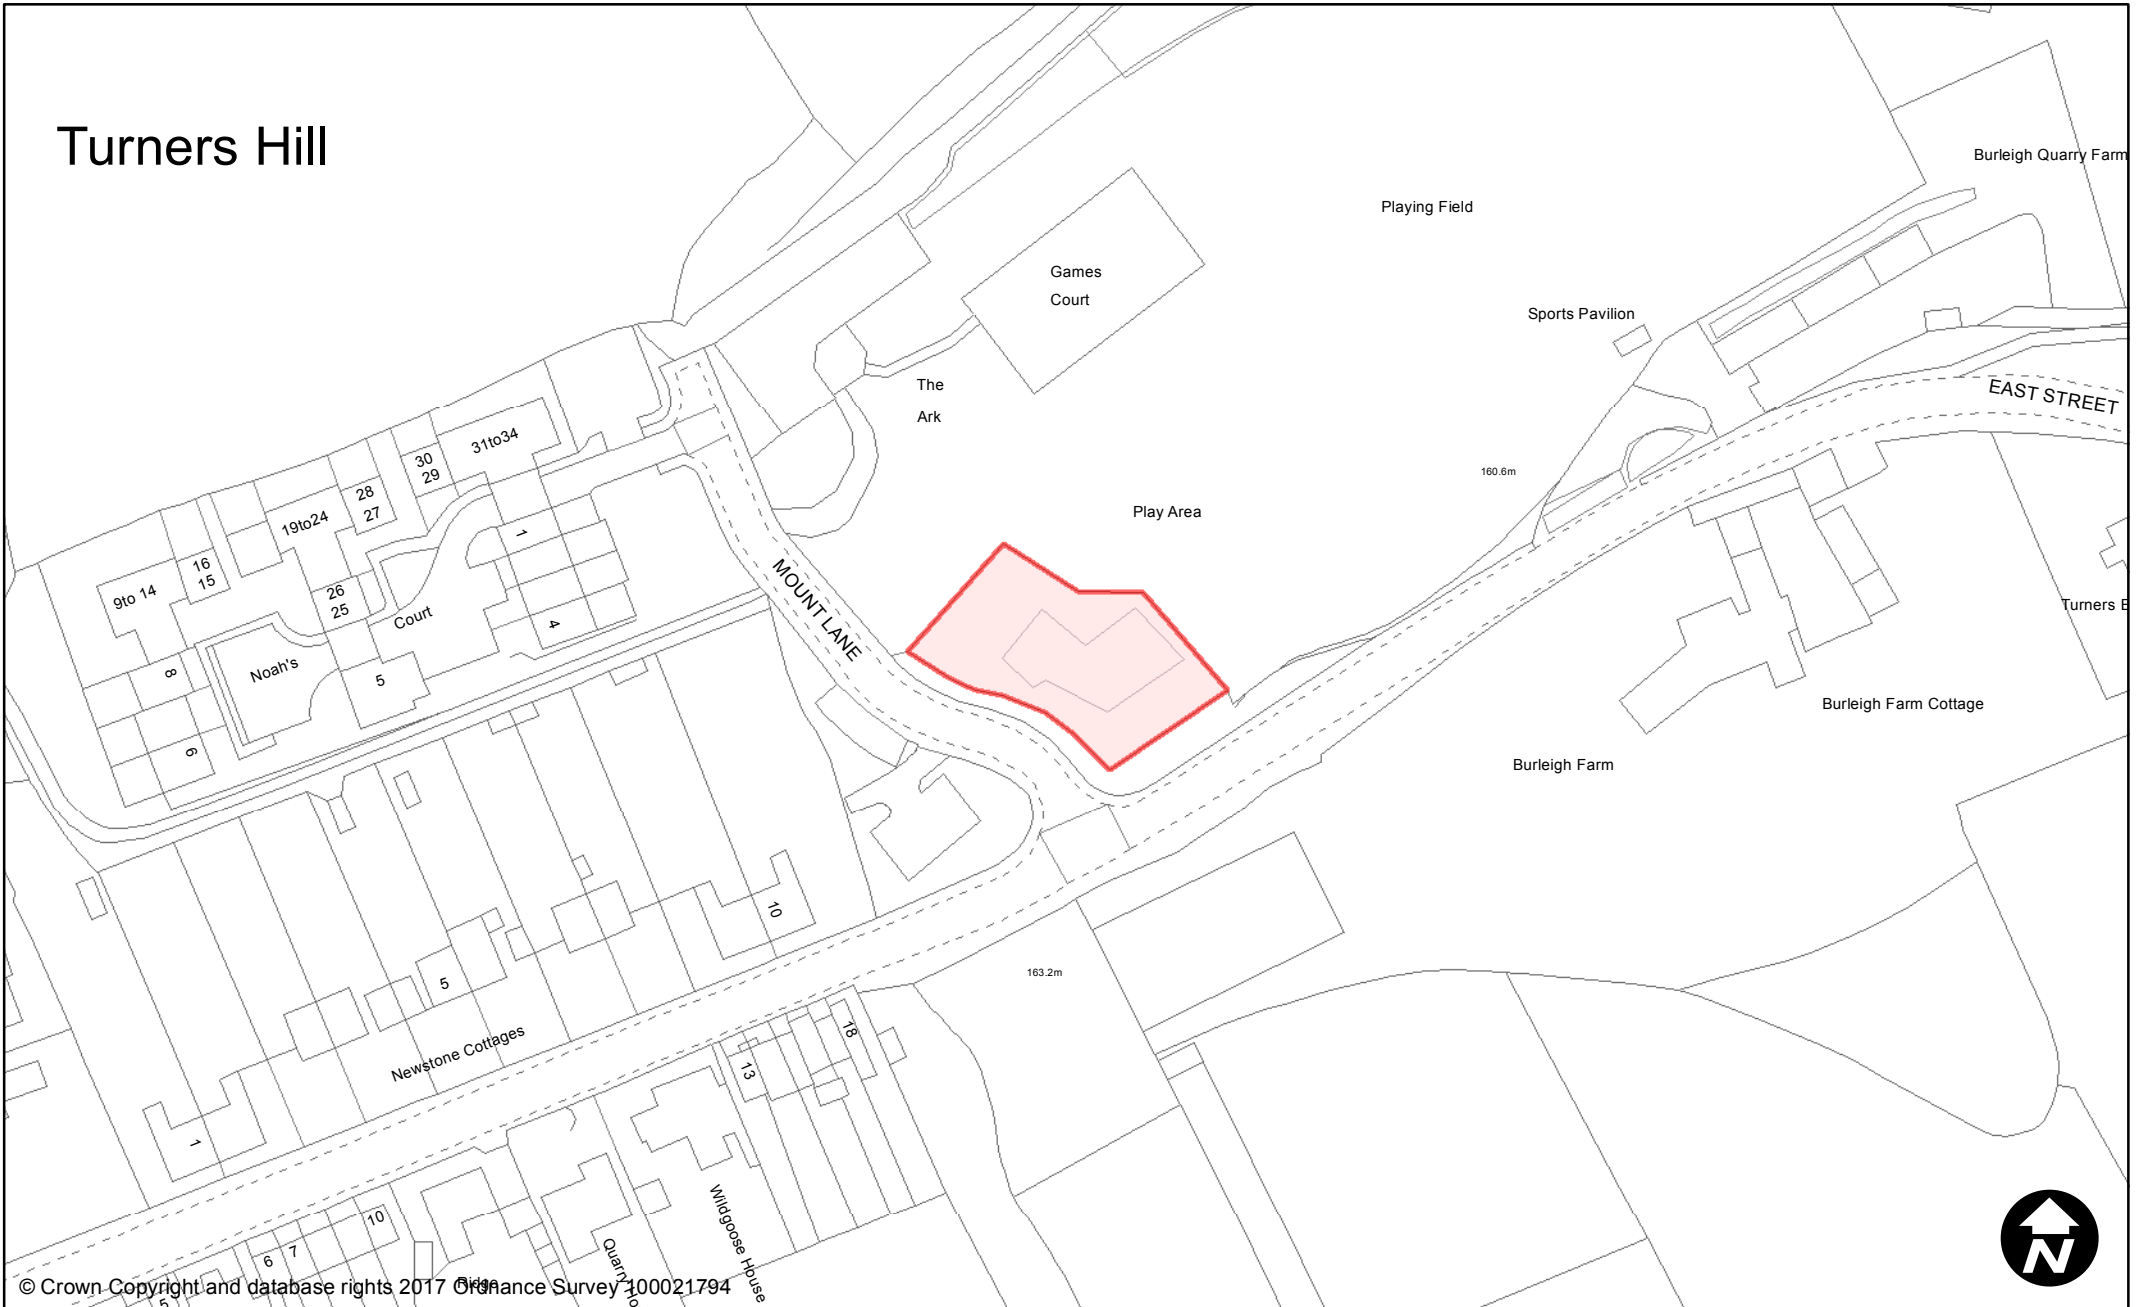 Turners Hill
Burleigh Quarry Farm
Playing Field
Games
Court
Sports Pavilion
The
Ark
EAST STREET
31to34
30
29
28
27
19to24
16
15
9to 14
26
25
1
4
Court
Noah's
5
8
6
160.6m
Play Area
MOUNT LANE
Turners
Burleigh Farm Cottage
Burleigh Farm
10
5
163.2m
Newstone Cottages
18
13
1
Wildgoose House
10
7
6
5
Quarry
Ridge
© Crown Copyright and database rights 2017 Ordnance Survey 100021794
N